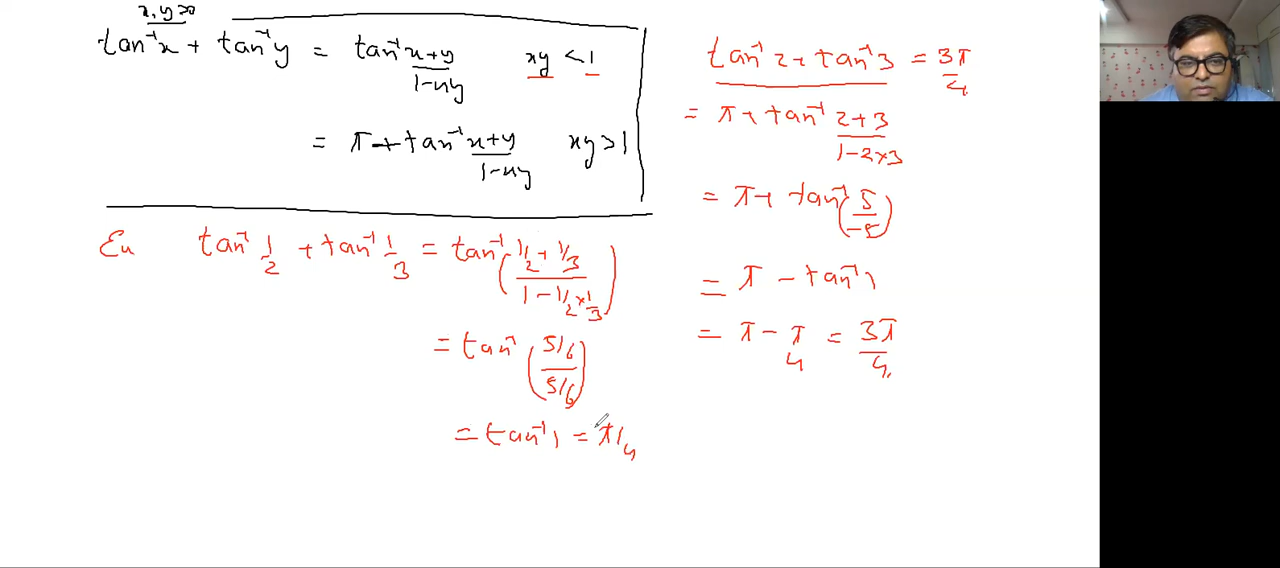 x, y > 0
tan⁻¹x + tan⁻¹y = tan⁻¹ (x+y)/(1-xy) xy < 1
= π + tan⁻¹ (x+y)/(1-xy) xy > 1
Ex tan⁻¹ 1/2 + tan⁻¹ 1/3 = tan⁻¹((1/2 + 1/3)/(1 - 1/2 × 1/3))
= tan⁻¹((5/6)/(5/6))
= tan⁻¹ 1 = π/4
tan⁻¹ 2 + tan⁻¹ 3 = 3π/4
= π + tan⁻¹ (2+3)/(1-2×3)
= π + tan⁻¹(5/-5)
= π - tan⁻¹ 1
= π - π/4 = 3π/4